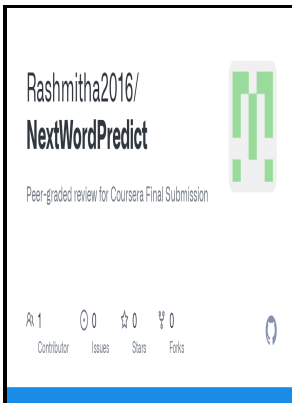 Rashmitha2016/
NextWordPredict
Peer-graded review for Coursera Final Submission
1
Contributor
0
Issues
0
Stars
0
Forks